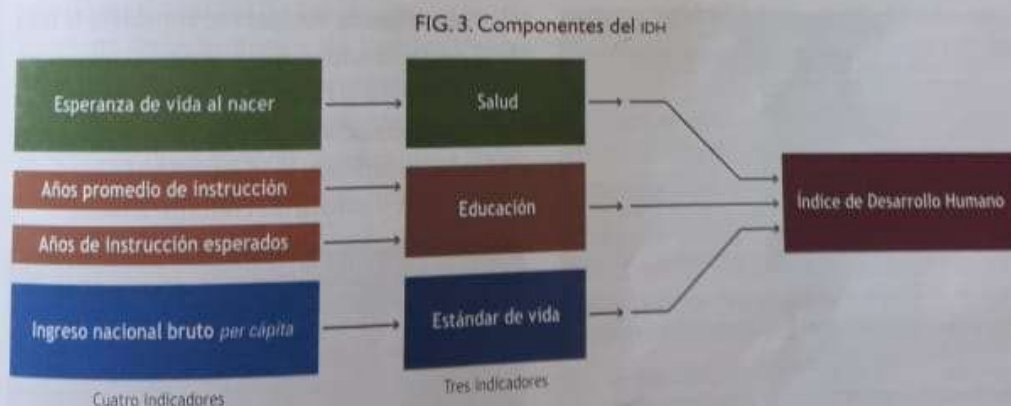 FIG. 3. Componentes del IDH
Esperanza de vida al nacer
Salud
Años promedio de instrucción
Años de instrucción esperados
Educación
Índice de Desarrollo Humano
Ingreso nacional bruto per cápita
Estándar de vida
Cuatro indicadores
Tres indicadores